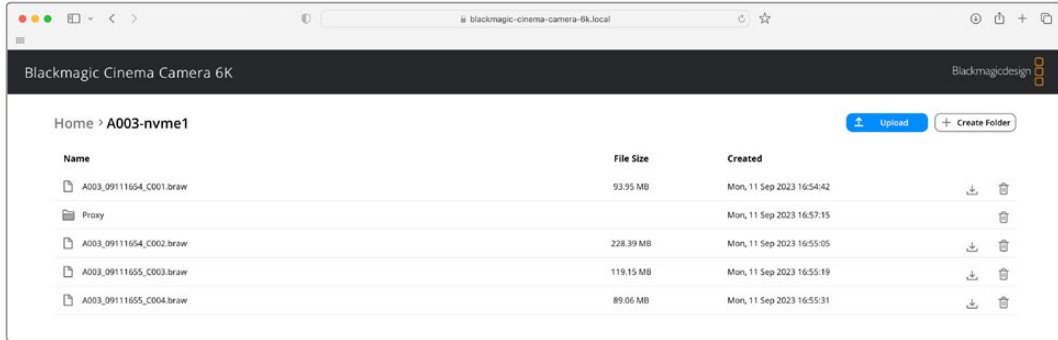 blackmagic-cinema-camera-6k.local
Blackmagic Cinema Camera 6K
Blackmagicdesign
Home > A003-nvme1
Upload
+ Create Folder
Name File Size Created
A003_09111654_C001.braw 93.95 MB Mon, 11 Sep 2023 16:54:42
Proxy Mon, 11 Sep 2023 16:57:15
A003_09111654_C002.braw 228.39 MB Mon, 11 Sep 2023 16:55:05
A003_09111655_C003.braw 119.15 MB Mon, 11 Sep 2023 16:55:19
A003_09111655_C004.braw 89.06 MB Mon, 11 Sep 2023 16:55:31